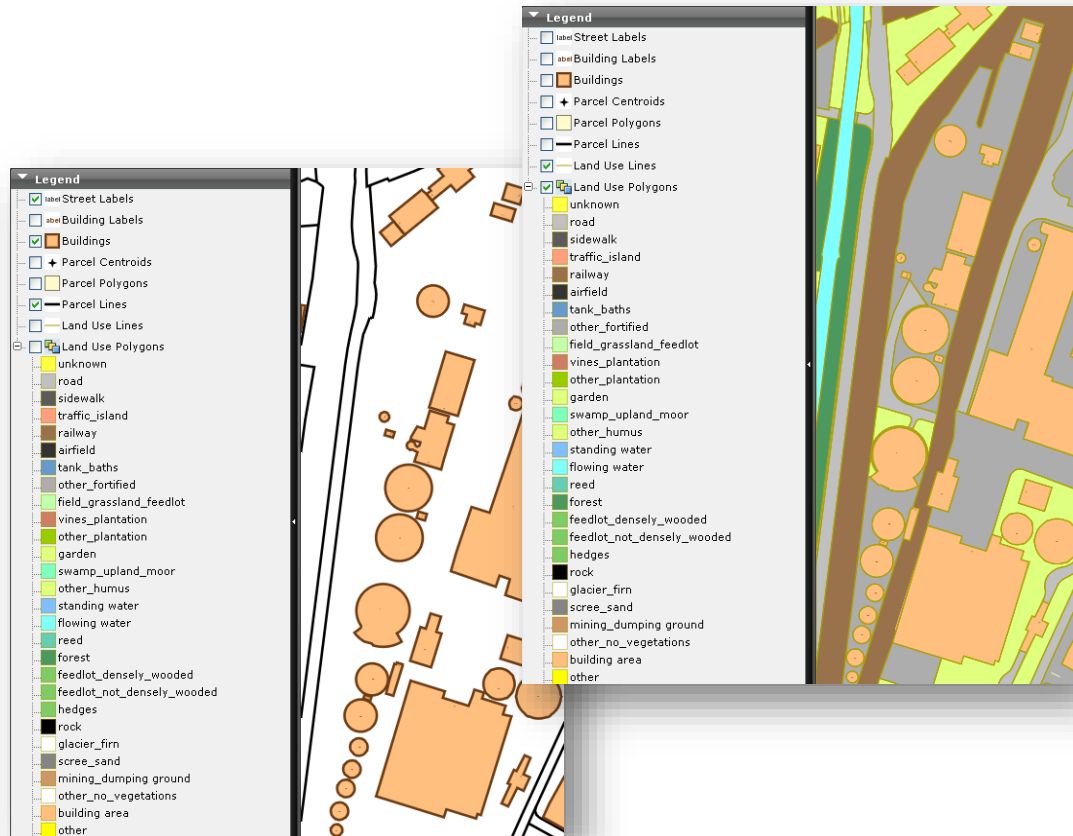 Legend
label Street Labels
abel Building Labels
Buildings
Parcel Centroids
Parcel Polygons
Parcel Lines
Land Use Lines
Land Use Polygons
unknown
road
sidewalk
traffic_island
railway
airfield
tank_baths
other_fortified
field_grassland_feedlot
vines_plantation
other_plantation
garden
swamp_upland_moor
other_humus
standing water
flowing water
reed
forest
feedlot_densely_wooded
feedlot_not_densely_wooded
hedges
rock
glacier_firn
scree_sand
mining_dumping ground
other_no_vegetations
building area
other
Legend
label Street Labels
abel Building Labels
Buildings
Parcel Centroids
Parcel Polygons
Parcel Lines
Land Use Lines
Land Use Polygons
unknown
road
sidewalk
traffic_island
railway
airfield
tank_baths
other_fortified
field_grassland_feedlot
vines_plantation
other_plantation
garden
swamp_upland_moor
other_humus
standing water
flowing water
reed
forest
feedlot_densely_wooded
feedlot_not_densely_wooded
hedges
rock
glacier_firn
scree_sand
mining_dumping ground
other_no_vegetations
building area
other